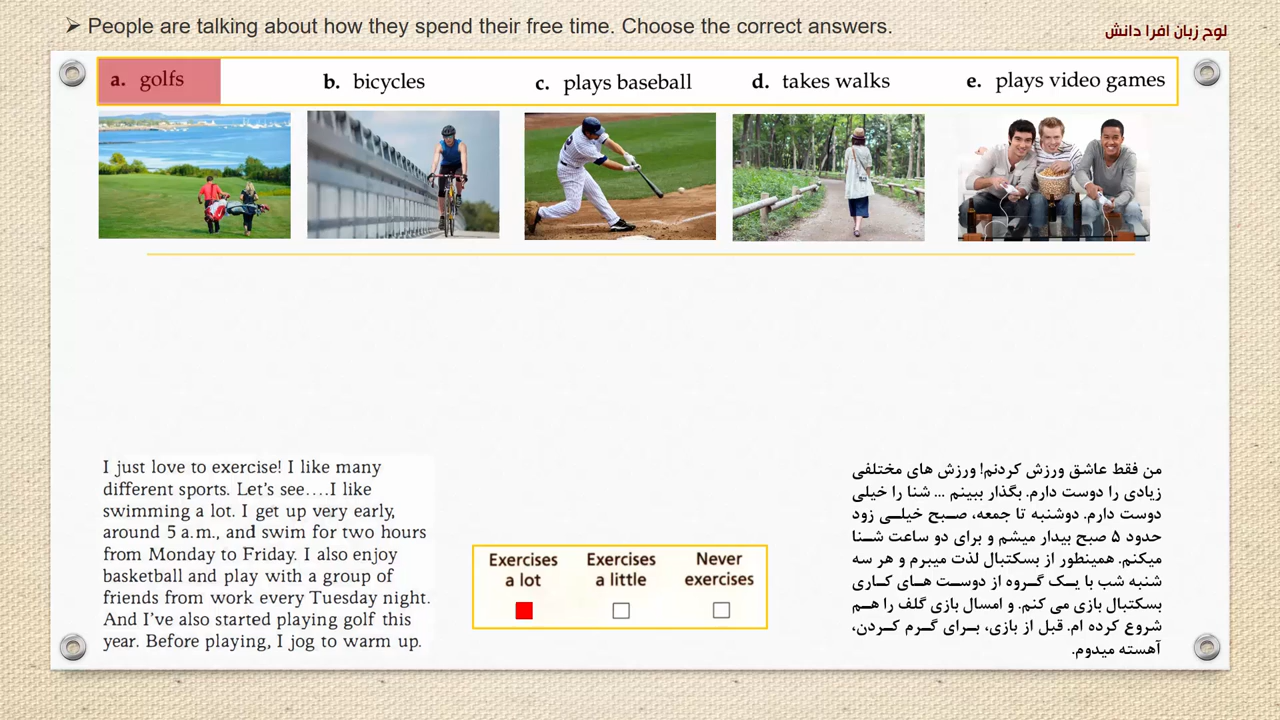 ➢ People are talking about how they spend their free time. Choose the correct answers.
لوح زبان افرا دانش
a. golfs
b. bicycles
c. plays baseball
d. takes walks
e. plays video games
I just love to exercise! I like many
different sports. Let's see....I like
swimming a lot. I get up very early,
around 5 a.m., and swim for two hours
from Monday to Friday. I also enjoy
basketball and play with a group of
friends from work every Tuesday night.
And I've also started playing golf this
year. Before playing, I jog to warm up.
Exercises
a lot
Exercises
a little
Never
exercises
من فقط عاشق ورزش کردنم! ورزش های مختلفی
زیادی را دوست دارم. بگذار ببینم ... شنا را خیلی
دوست دارم. دوشنبه تا جمعه، صبح خیلی زود
حدود ۵ صبح بیدار میشم و برای دو ساعت شنا
میکنم. همینطور از بسکتبال لذت میبرم و هر سه
شنبه شب با یک گروه از دوست های کاری
بسکتبال بازی می کنم. و امسال بازی گلف را هم
شروع کرده ام. قبل از بازی، برای گرم کردن،
آهسته میدوم.